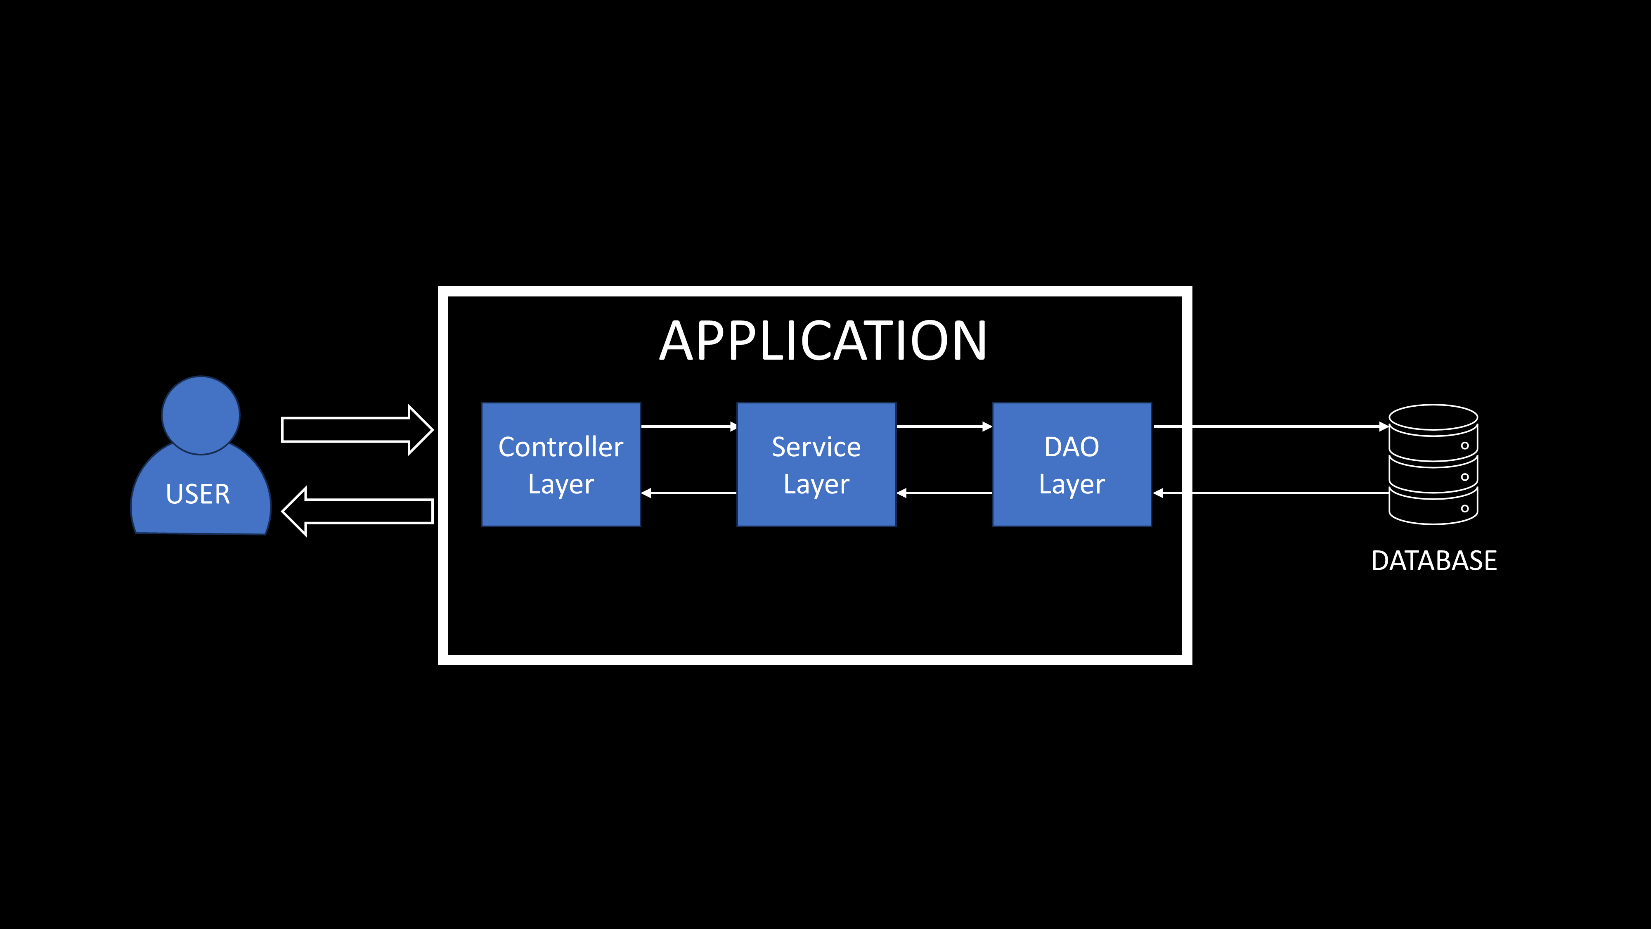 APPLICATION
USER
Controller
Layer
Service
Layer
DAO
Layer
DATABASE